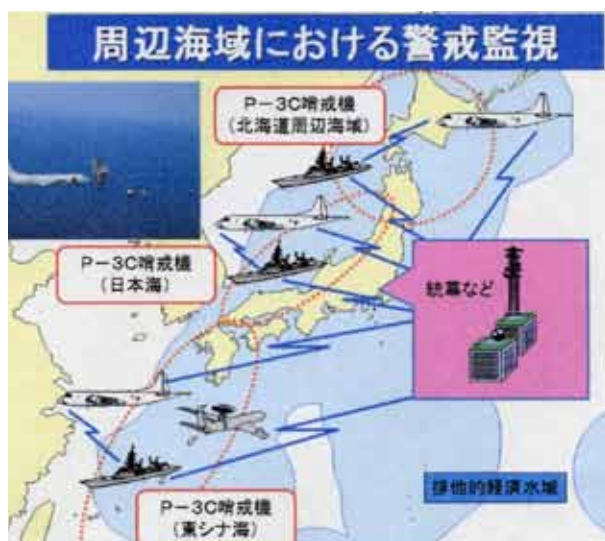 周辺海域における警戒監視
P-3C哨戒機
(北海道周辺海域)
P-3C哨戒機
(日本海)
統幕など
排他的経済水域
P-3C哨戒機
(東シナ海)